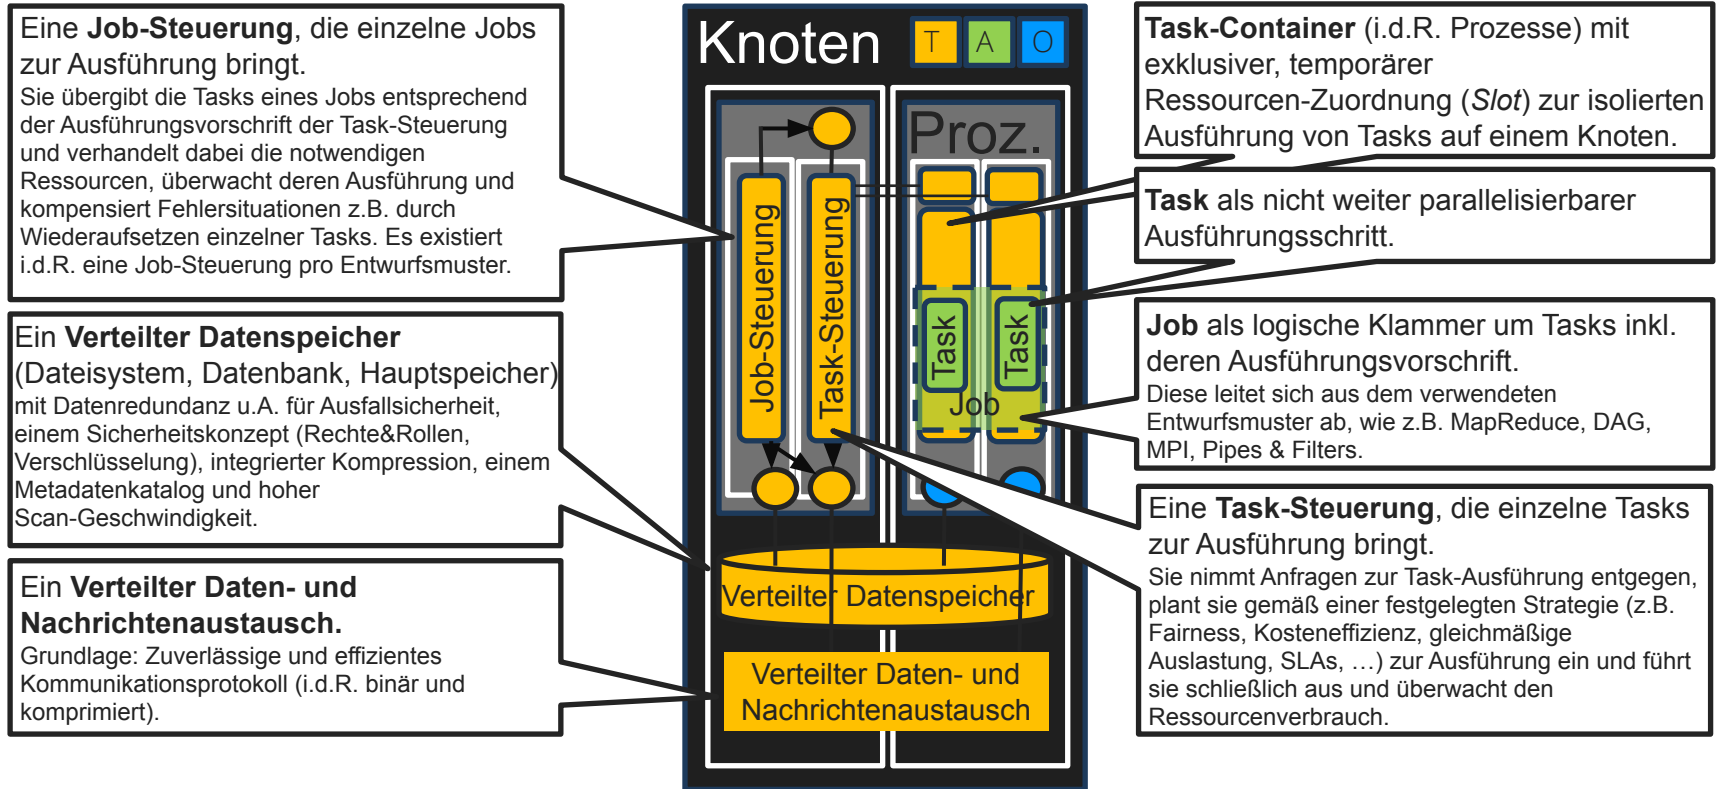 Eine Job-Steuerung, die einzelne Jobs
zur Ausführung bringt.
Sie übergibt die Tasks eines Jobs entsprechend
der Ausführungsvorschrift der Task-Steuerung
und verhandelt dabei die notwendigen
Ressourcen, überwacht deren Ausführung und
kompensiert Fehlersituationen z.B. durch
Wiederaufsetzen einzelner Tasks. Es existiert
i.d.R. eine Job-Steuerung pro Entwurfsmuster.
Ein Verteilter Datenspeicher
(Dateisystem, Datenbank, Hauptspeicher)
mit Datenredundanz u.A. für Ausfallsicherheit,
einem Sicherheitskonzept (Rechte&Rollen,
Verschlüsselung), integrierter Kompression, einem
Metadatenkatalog und hoher
Scan-Geschwindigkeit.
Ein Verteilter Daten- und
Nachrichtenaustausch.
Grundlage: Zuverlässige und effizientes
Kommunikationsprotokoll (i.d.R. binär und
komprimiert).
Knoten
T A O
Proz.
Job-Steuerung
Task-Steuerung
Task
Task
Job
Verteilter Datenspeicher
Verteilter Daten- und
Nachrichtenaustausch
Task-Container (i.d.R. Prozesse) mit
exklusiver, temporärer
Ressourcen-Zuordnung (Slot) zur isolierten
Ausführung von Tasks auf einem Knoten.
Task als nicht weiter parallelisierbarer
Ausführungsschritt.
Job als logische Klammer um Tasks inkl.
deren Ausführungsvorschrift.
Diese leitet sich aus dem verwendeten
Entwurfsmuster ab, wie z.B. MapReduce, DAG,
MPI, Pipes & Filters.
Eine Task-Steuerung, die einzelne Tasks
zur Ausführung bringt.
Sie nimmt Anfragen zur Task-Ausführung entgegen,
plant sie gemäß einer festgelegten Strategie (z.B.
Fairness, Kosteneffizienz, gleichmäßige
Auslastung, SLAs, …) zur Ausführung ein und führt
sie schließlich aus und überwacht den
Ressourcenverbrauch.